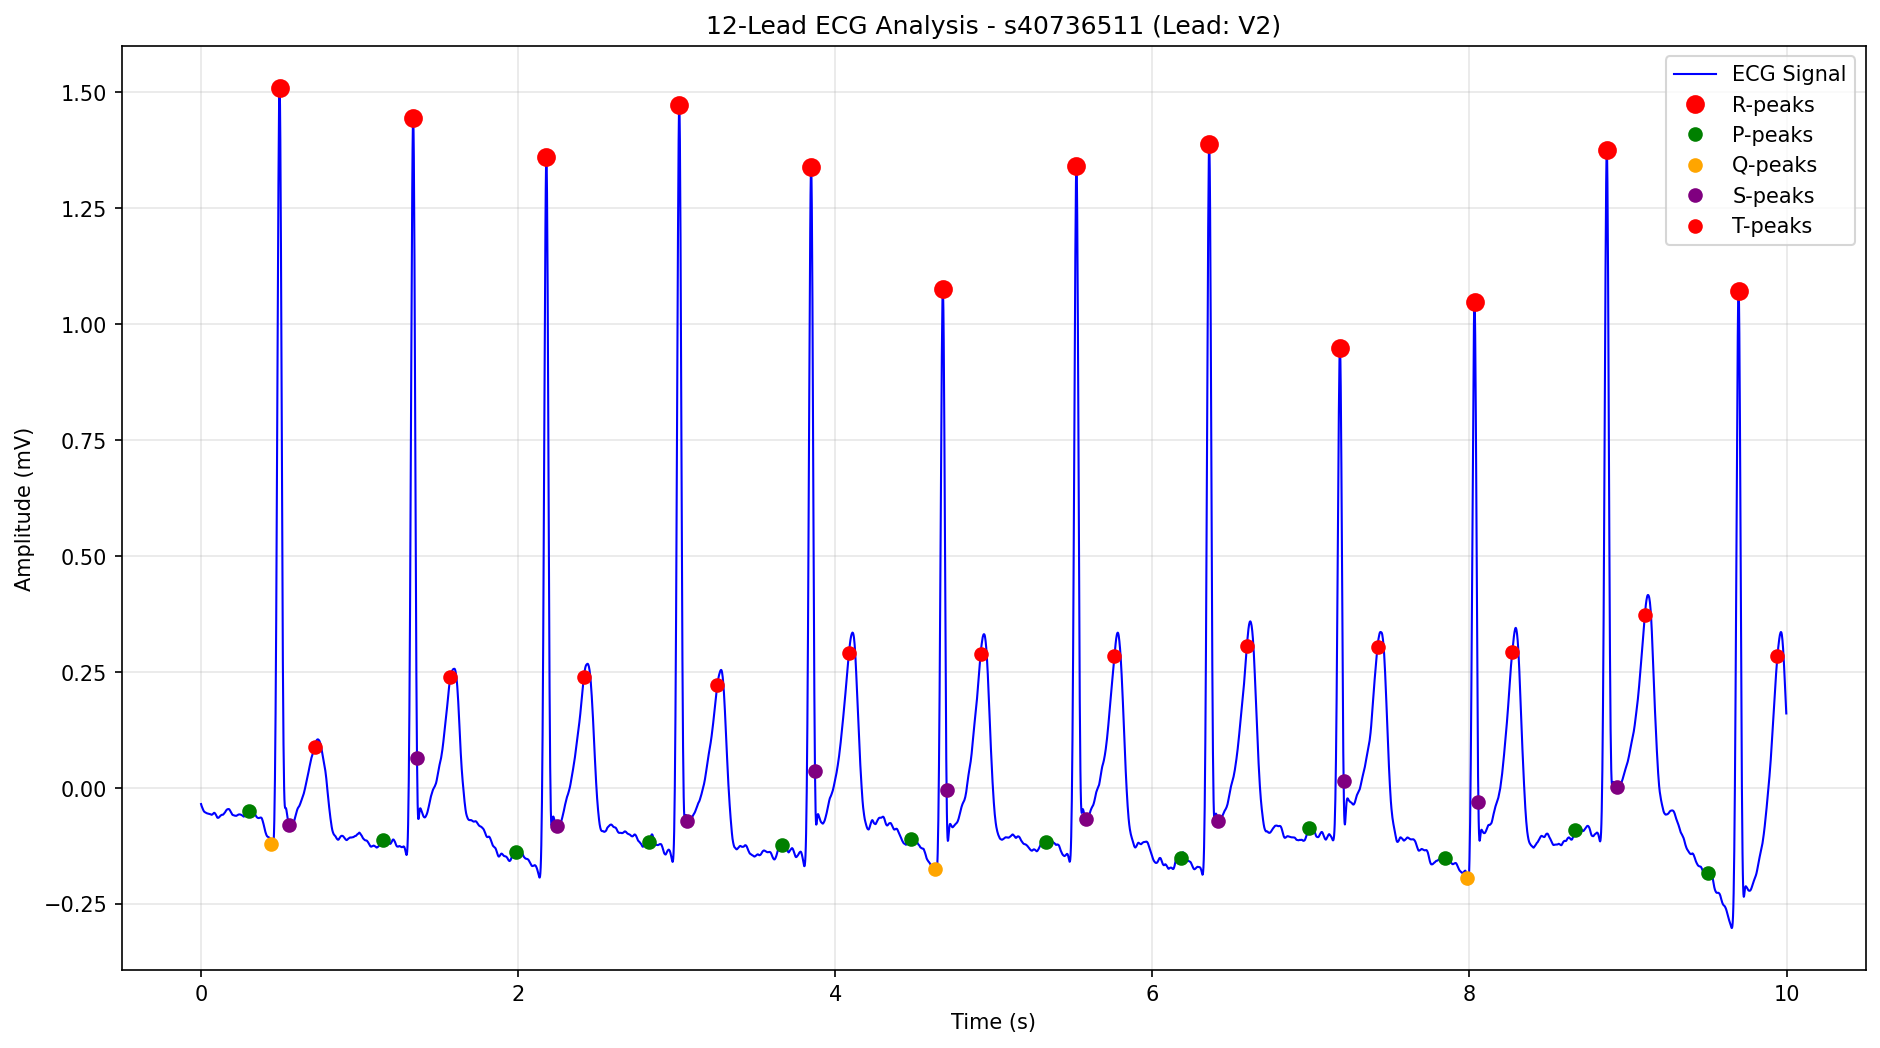 12-Lead ECG Analysis - s40736511 (Lead: V2)
ECG Signal
R-peaks
P-peaks
Q-peaks
S-peaks
T-peaks
Amplitude (mV)
1.50
1.25
1.00
0.75
0.50
0.25
0.00
−0.25
0 2 4 6 8 10
Time (s)